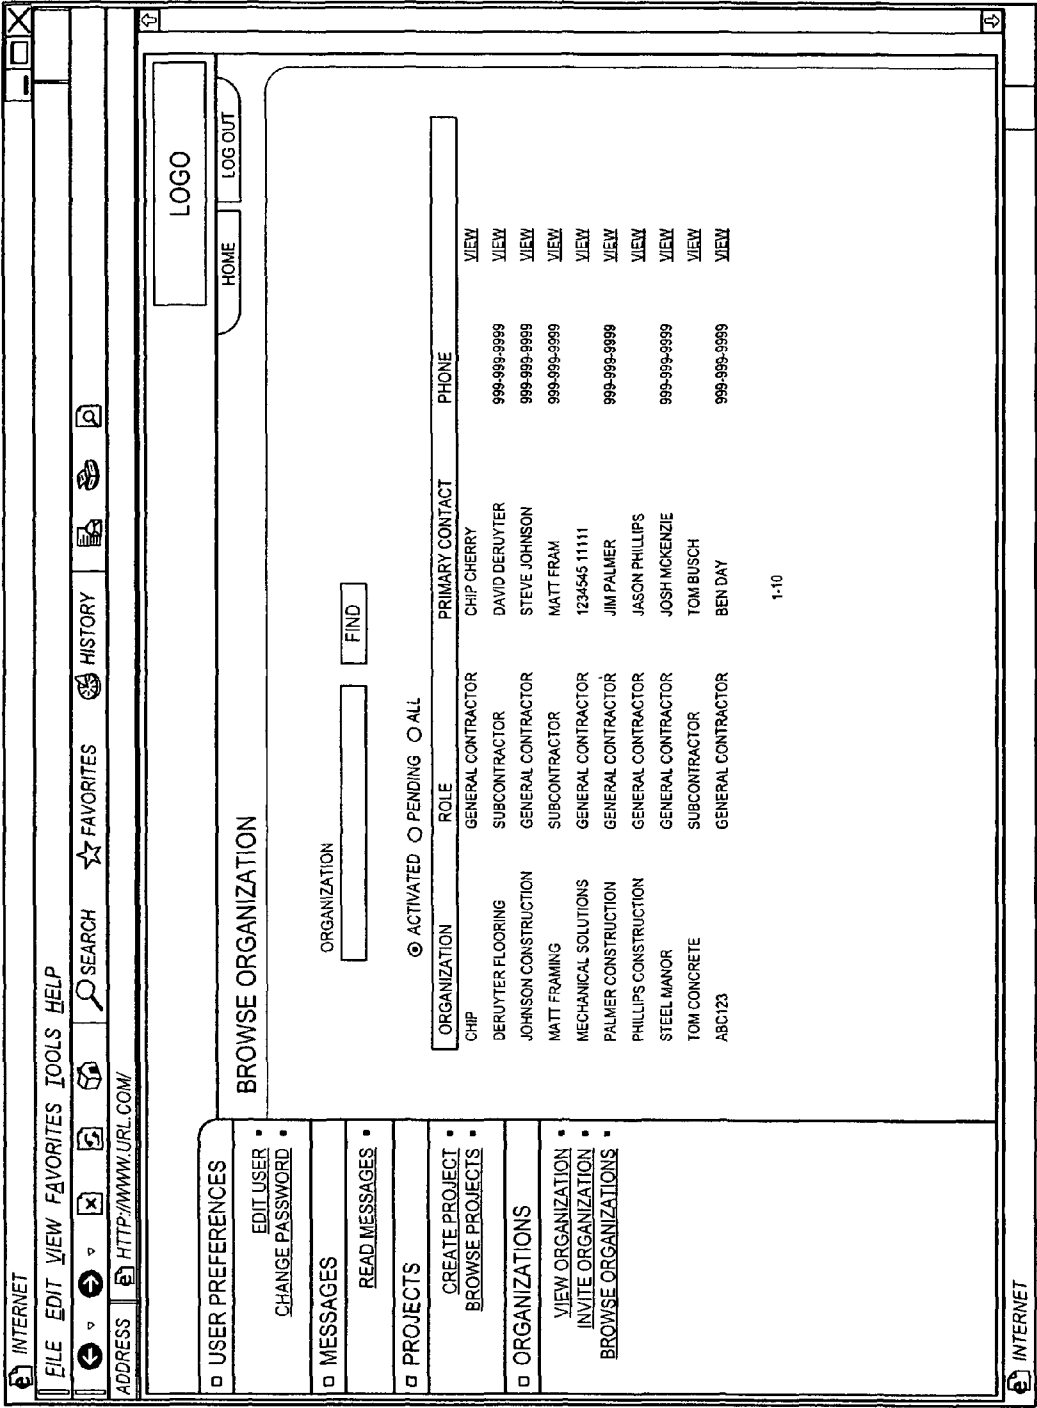 INTERNET
FILE EDIT VIEW FAVORITES TOOLS HELP
SEARCH FAVORITES HISTORY
ADDRESS HTTP://WWW.URL.COM/
LOGO
HOME LOG OUT
USER PREFERENCES
EDIT USER
CHANGE PASSWORD
MESSAGES
READ MESSAGES
PROJECTS
CREATE PROJECT
BROWSE PROJECTS
ORGANIZATIONS
VIEW ORGANIZATION
INVITE ORGANIZATION
BROWSE ORGANIZATIONS
BROWSE ORGANIZATION
ORGANIZATION
FIND
ACTIVATED PENDING ALL
ORGANIZATION ROLE PRIMARY CONTACT PHONE
CHIP GENERAL CONTRACTOR CHIP CHERRY VIEW
DERUYTER FLOORING SUBCONTRACTOR DAVID DERUYTER 999-999-9999 VIEW
JOHNSON CONSTRUCTION GENERAL CONTRACTOR STEVE JOHNSON 999-999-9999 VIEW
MATT FRAMING SUBCONTRACTOR MATT FRAM 999-999-9999 VIEW
MECHANICAL SOLUTIONS GENERAL CONTRACTOR 1234545 11111 VIEW
PALMER CONSTRUCTION GENERAL CONTRACTOR JIM PALMER 999-999-9999 VIEW
PHILLIPS CONSTRUCTION GENERAL CONTRACTOR JASON PHILLIPS VIEW
STEEL MANOR GENERAL CONTRACTOR JOSH MCKENZIE 999-999-9999 VIEW
TOM CONCRETE SUBCONTRACTOR TOM BUSCH VIEW
ABC123 GENERAL CONTRACTOR BEN DAY 999-999-9999 VIEW
1-10
INTERNET